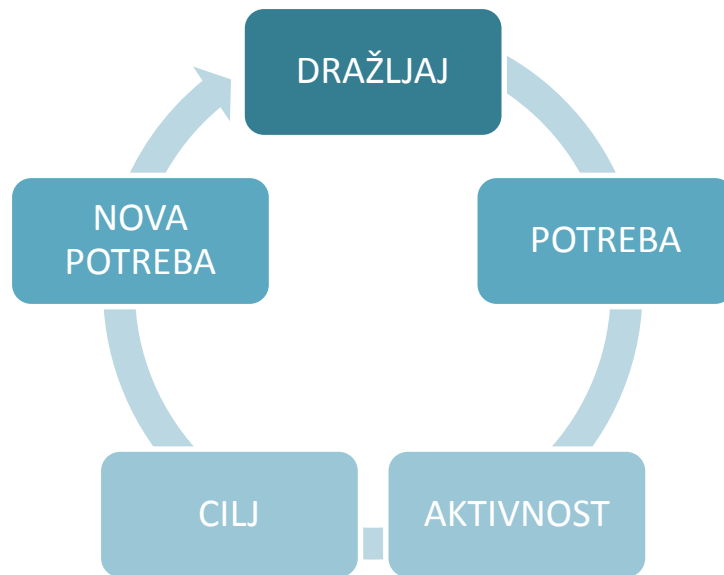 DRAŽLJAJ
POTREBA
AKTIVNOST
CILJ
NOVA
POTREBA